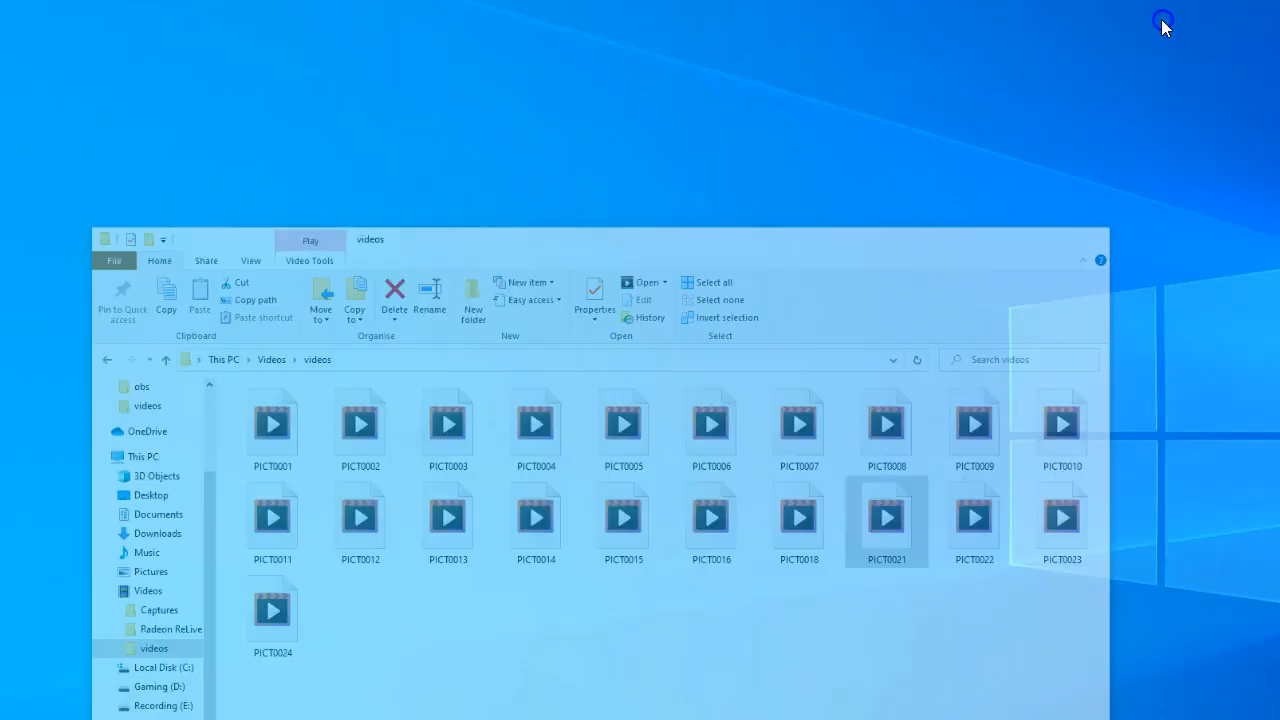 Play videos
File Home Share View Video Tools
Pin to Quick access
Copy
Paste
Cut
Copy path
Paste shortcut
Clipboard
Move to
Copy to
Delete
Rename
Organise
New folder
New item
Easy access
New
Properties
Open
Edit
History
Open
Select all
Select none
Invert selection
Select
This PC > Videos > videos
Search videos
obs
videos
OneDrive
This PC
3D Objects
Desktop
Documents
Downloads
Music
Pictures
Videos
Captures
Radeon ReLive
videos
Local Disk (C:)
Gaming (D:)
Recording (E:)
PICT0001 PICT0002 PICT0003 PICT0004 PICT0005 PICT0006 PICT0007 PICT0008 PICT0009 PICT0010
PICT0011 PICT0012 PICT0013 PICT0014 PICT0015 PICT0016 PICT0018 PICT0021 PICT0022 PICT0023
PICT0024